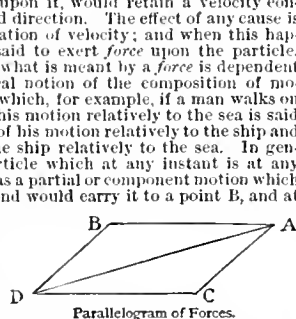 upon it, would retain a velocity con-
d direction. The effect of any cause is
ation of velocity; and when this hap-
said to exert force upon the particle.
what is meant by a force is dependent
ral notion of the composition of mo-
which, for example, if a man walks on
his motion relatively to the sea is said
of his motion relatively to the ship and
e ship relatively to the sea. In gen-
rticle which at any instant is at any
as a partial or component motion which
nd would carry it to a point B, and at
B
A
D
C
Parallelogram of Forces.